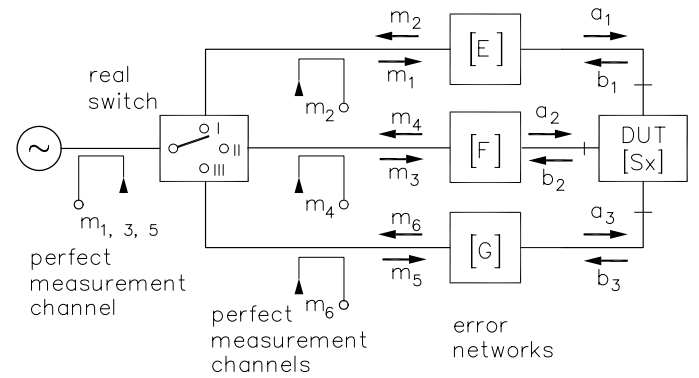 m2
a1
[E]
m1
b1
real
switch
m2
I
II
III
~
m4
a2
[F]
m3
b2
DUT
[Sx]
m4
m1, 3, 5
m6
a3
[G]
m5
b3
perfect
measurement
channel
m6
perfect
measurement
channels
error
networks